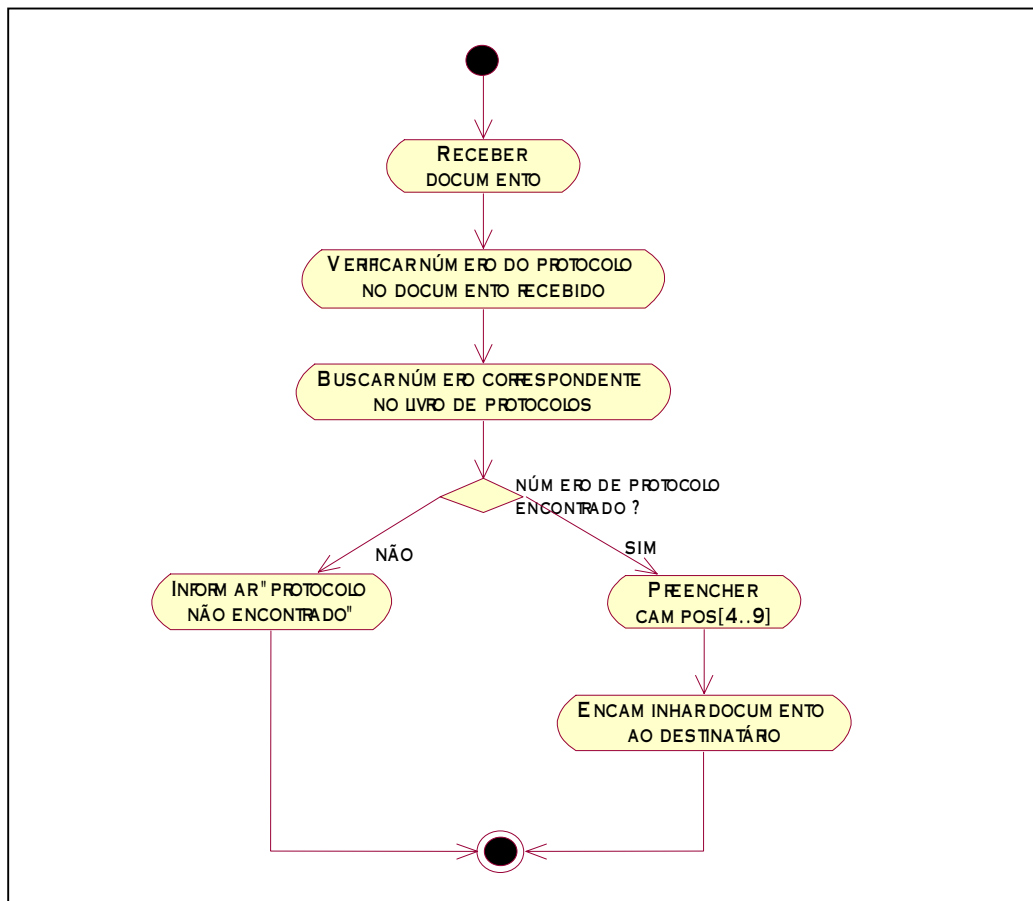 RECEBER
DOCUMENTO
VERIFICAR NÚMERO DO PROTOCOLO
NO DOCUMENTO RECEBIDO
BUSCAR NÚMERO CORRESPONDENTE
NO LIVRO DE PROTOCOLOS
NÚMERO DE PROTOCOLO
ENCONTRADO ?
NÃO
SIM
INFORMAR "PROTOCOLO
NÃO ENCONTRADO"
PREENCHER
CAMPOS[4..9]
ENCAMINHAR DOCUMENTO
AO DESTINATÁRIO